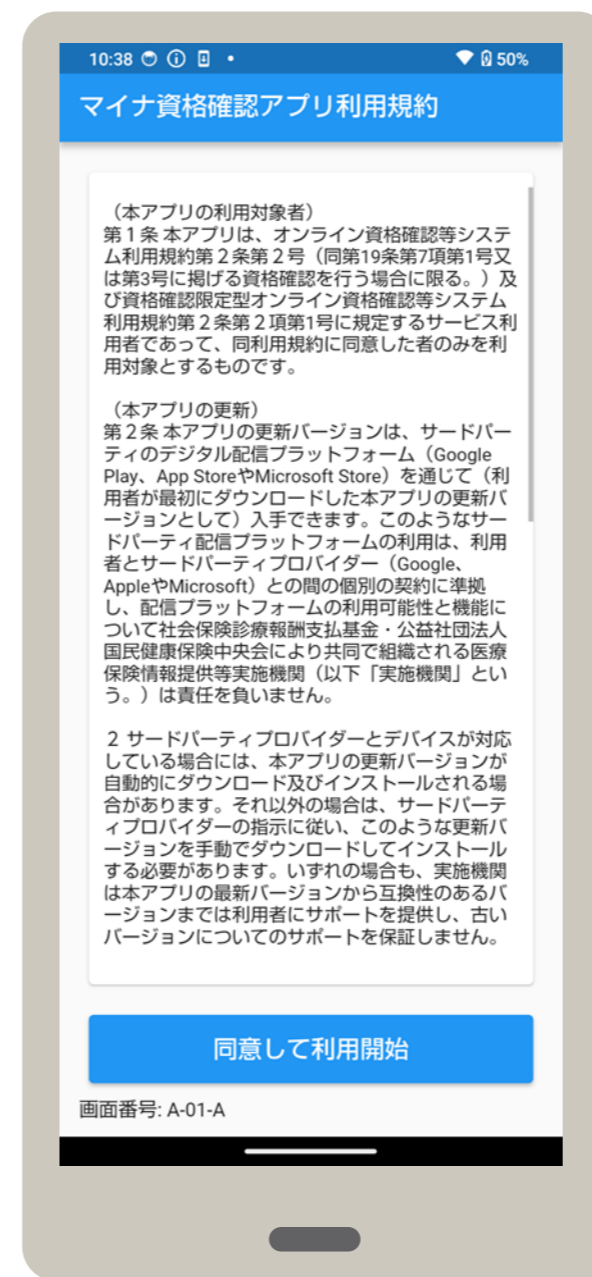 10:38 50%
マイナ資格確認アプリ利用規約
（本アプリの利用対象者）
第１条 本アプリは、オンライン資格確認等システ
ム利用規約第２条第２号（同第19条第7項第1号又
は第3号に掲げる資格確認を行う場合に限る。）及
び資格確認限定型オンライン資格確認等システム
利用規約第２条第２項第1号に規定するサービス利
用者であって、同利用規約に同意した者のみを利
用対象とするものです。
（本アプリの更新）
第２条 本アプリの更新バージョンは、サードパー
ティのデジタル配信プラットフォーム（Google
Play、App StoreやMicrosoft Store）を通じて（利
用者が最初にダウンロードした本アプリの更新バ
ージョンとして）入手できます。このようなサー
ドパーティ配信プラットフォームの利用は、利用
者とサードパーティプロバイダー（Google、
AppleやMicrosoft）との間の個別の契約に準拠
し、配信プラットフォームの利用可能性と機能に
ついて社会保険診療報酬支払基金・公益社団法人
国民健康保険中央会により共同で組織される医療
保険情報提供等実施機関（以下「実施機関」とい
う。）は責任を負いません。
２ サードパーティプロバイダーとデバイスが対応
している場合には、本アプリの更新バージョンが
自動的にダウンロード及びインストールされる場
合があります。それ以外の場合は、サードパーテ
ィプロバイダーの指示に従い、このような更新バ
ージョンを手動でダウンロードしてインストール
する必要があります。いずれの場合も、実施機関
は本アプリの最新バージョンから互換性のあるバ
ージョンまでは利用者にサポートを提供し、古い
バージョンについてのサポートを保証しません。
同意して利用開始
画面番号: A-01-A